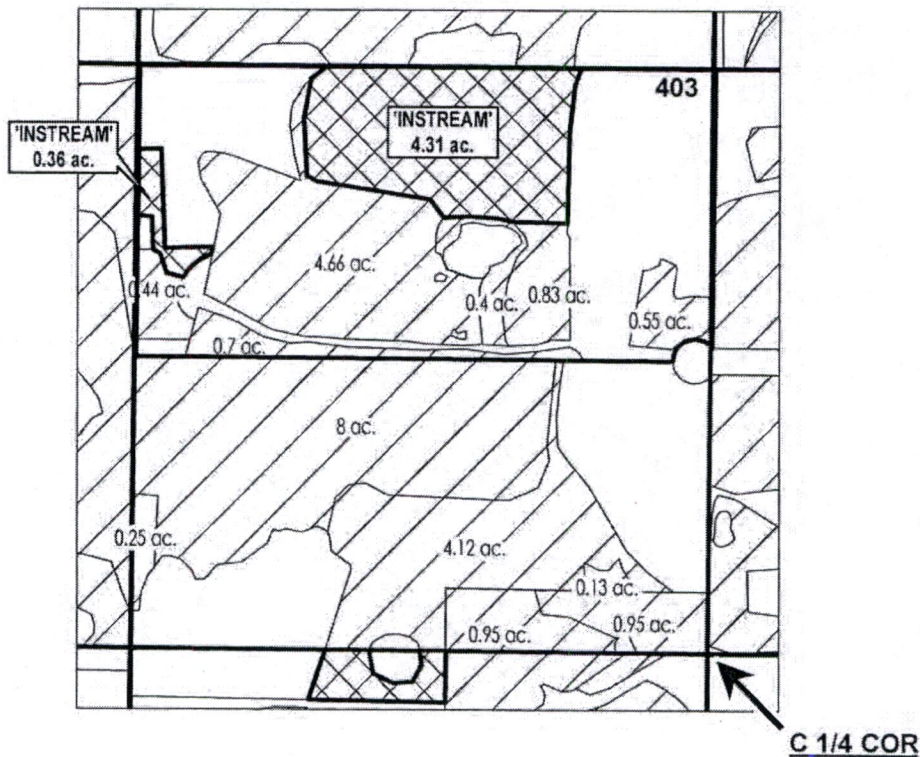 403
'INSTREAM'
4.31 ac.
'INSTREAM'
0.36 ac.
4.66 ac.
0.44 ac.
0.4 ac.
0.83 ac.
0.55 ac.
0.7 ac.
8 ac.
0.25 ac.
4.12 ac.
0.13 ac.
0.95 ac.
0.95 ac.
C 1/4 COR